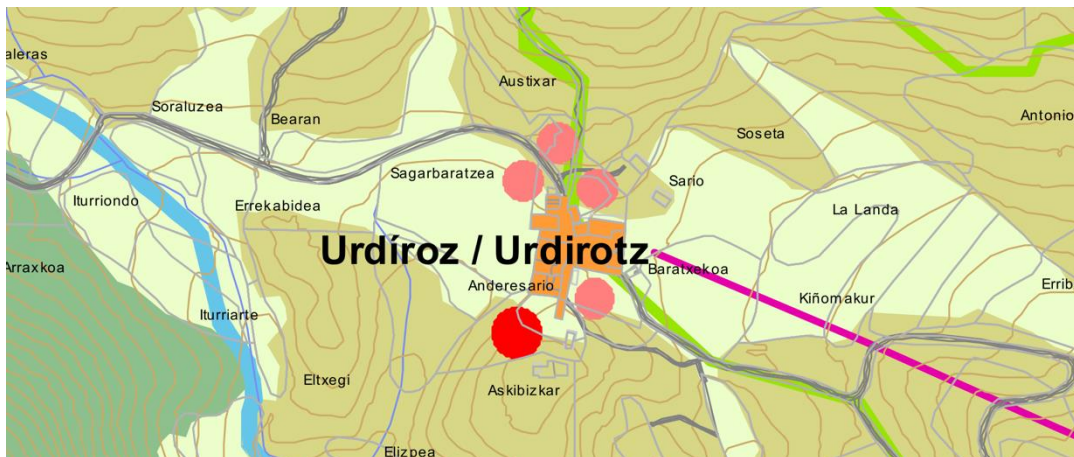 aleras
Austixar
Soraluzea
Bearan
Soseta
Antonio
Sagarbaratzea
Sario
Iturriondo
Errekabidea
La Landa
Urdíroz / Urdirotz
Arraxkoa
Baratxekoa
Anderesario
Kiñomakur
Errib
Iturriarte
Eltxegi
Askibizkar
Elizpea